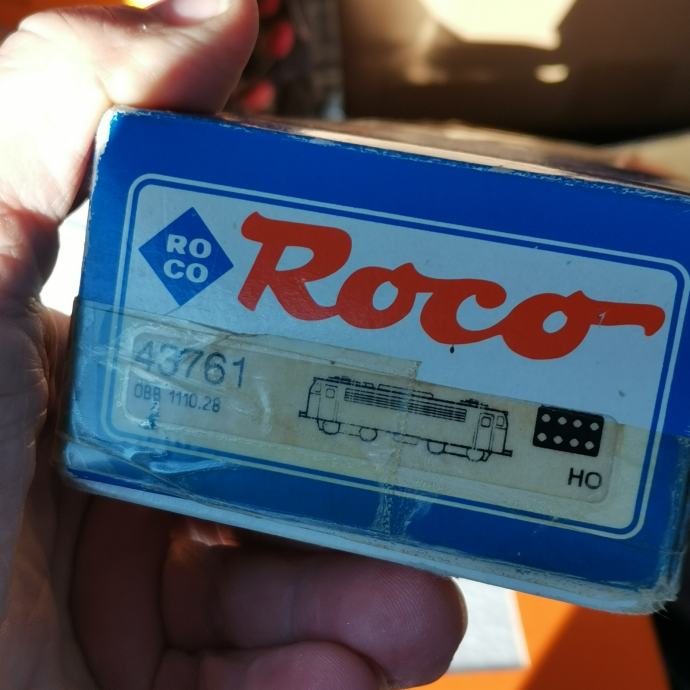 RO
CO
Roco
43761
ÖBB 1110.28
HO